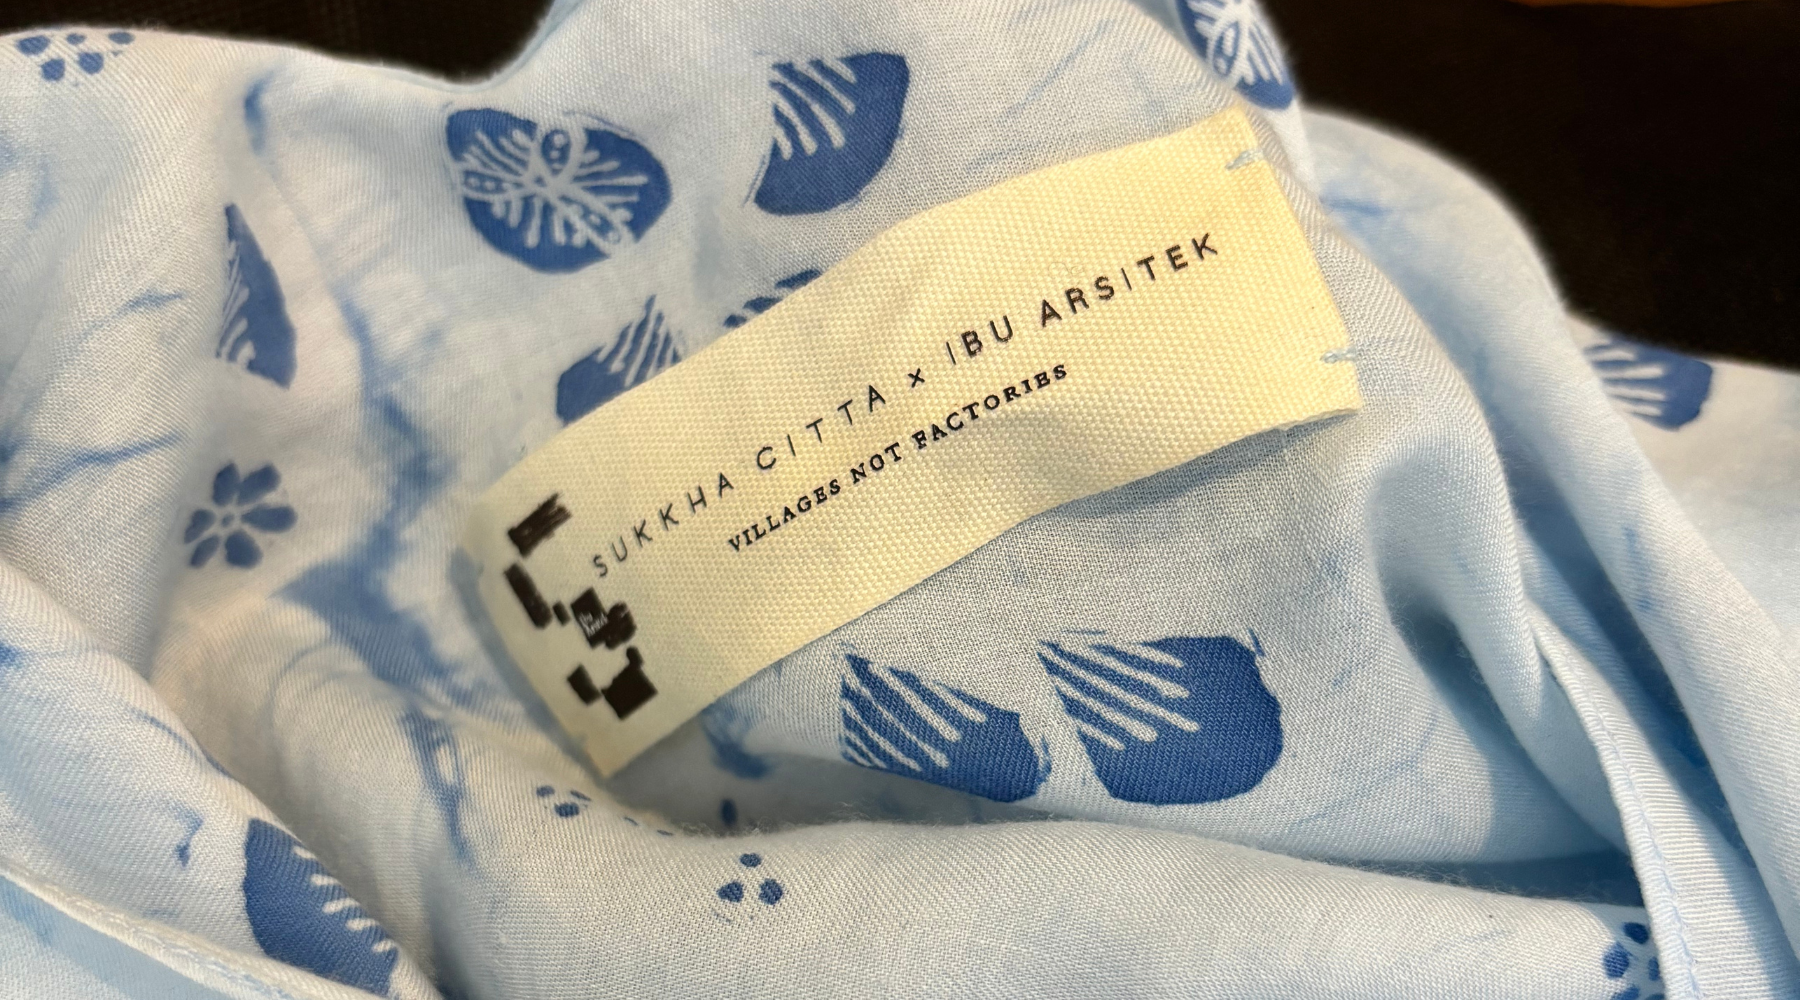 SUKKHA CITTA x IBU ARSITEK
VILLAGES NOT FACTORIES